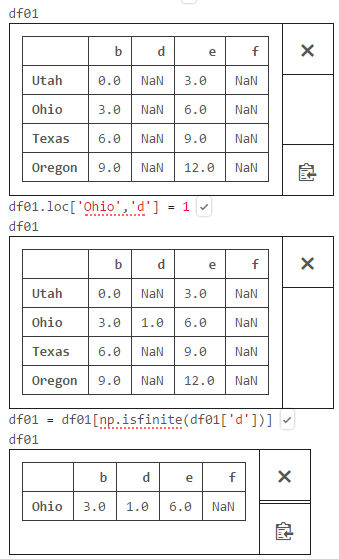 df01
b d e f
Utah 0.0 NaN 3.0 NaN
Ohio 3.0 NaN 6.0 NaN
Texas 6.0 NaN 9.0 NaN
Oregon 9.0 NaN 12.0 NaN
df01.loc['Ohio','d'] = 1
df01
b d e f
Utah 0.0 NaN 3.0 NaN
Ohio 3.0 1.0 6.0 NaN
Texas 6.0 NaN 9.0 NaN
Oregon 9.0 NaN 12.0 NaN
df01 = df01[np.isfinite(df01['d'])]
df01
b d e f
Ohio 3.0 1.0 6.0 NaN